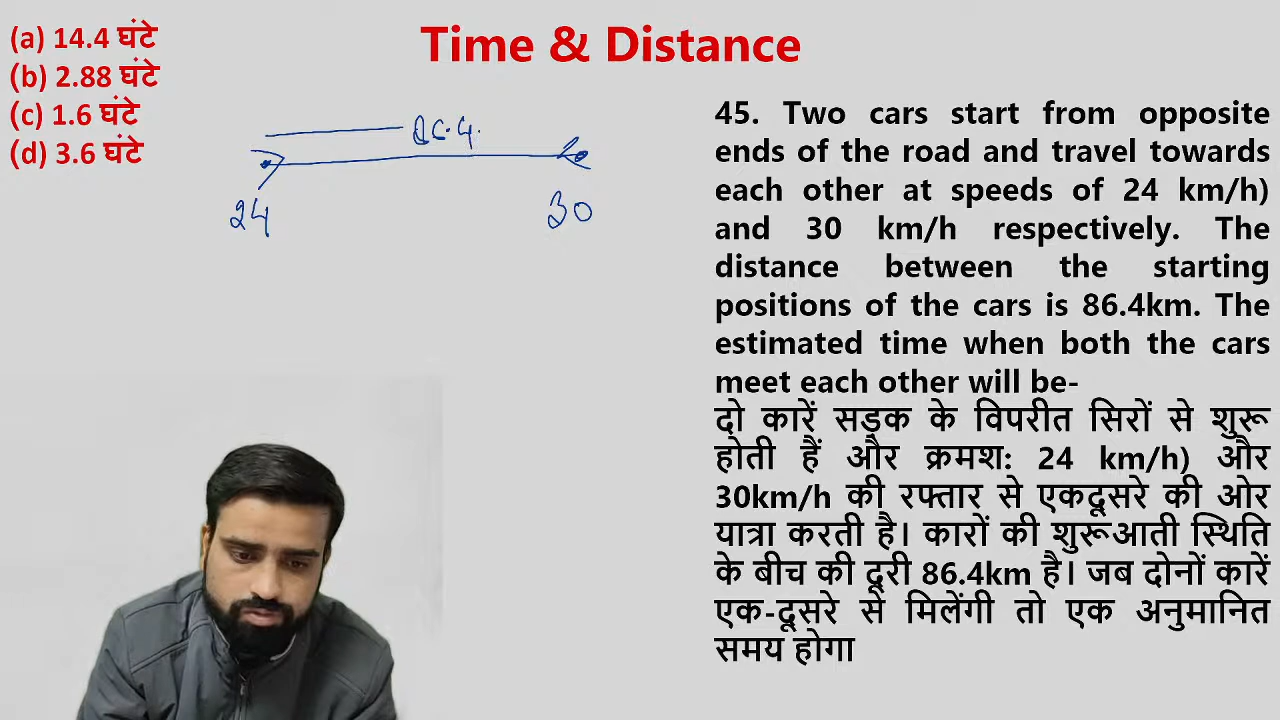 (a) 14.4 घंटे
(b) 2.88 घंटे
(c) 1.6 घंटे
(d) 3.6 घंटे
Time & Distance
86.4.
24
30
45. Two cars start from opposite
ends of the road and travel towards
each other at speeds of 24 km/h)
and 30 km/h respectively. The
distance between the starting
positions of the cars is 86.4km. The
estimated time when both the cars
meet each other will be-
दो कारें सड़क के विपरीत सिरों से शुरू
होती हैं और क्रमश: 24 km/h) और
30km/h की रफ्तार से एकदूसरे की ओर
यात्रा करती है। कारों की शुरूआती स्थिति
के बीच की दूरी 86.4km है। जब दोनों कारें
एक-दूसरे से मिलेंगी तो एक अनुमानित
समय होगा